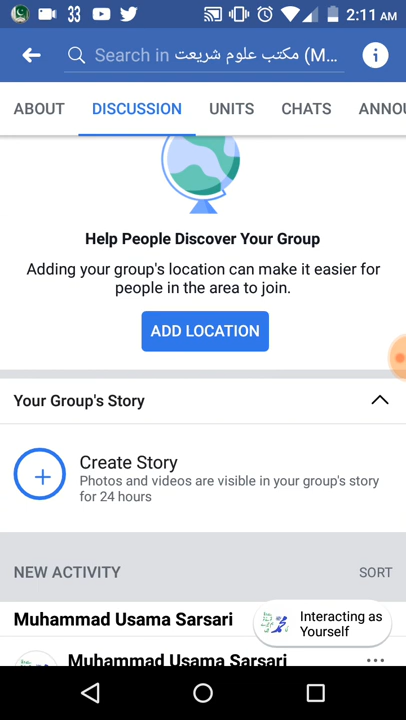 33
2:11 AM
Search in مكتب علوم شريعت (M...
ABOUT DISCUSSION UNITS CHATS ANNOU
Help People Discover Your Group
Adding your group's location can make it easier for
people in the area to join.
ADD LOCATION
Your Group's Story
Create Story
Photos and videos are visible in your group's story
for 24 hours
NEW ACTIVITY
SORT
Muhammad Usama Sarsari
Interacting as
Yourself
Muhammad Usama Sarsari